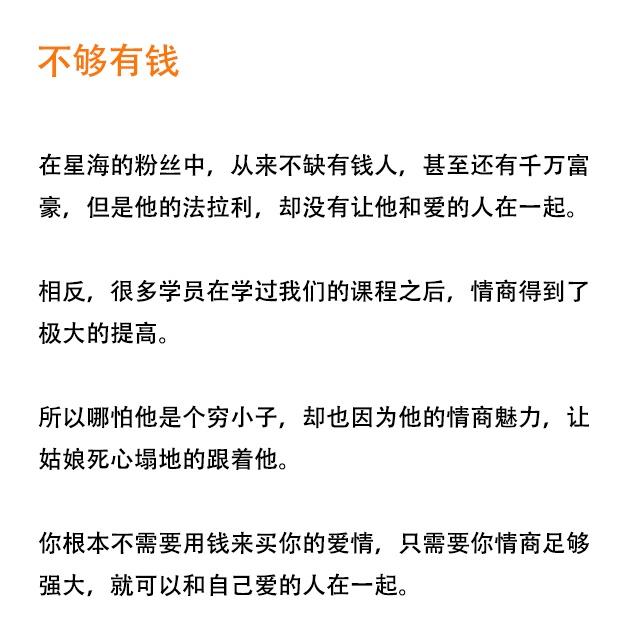 不够有钱
在星海的粉丝中，从来不缺有钱人，甚至还有千万富
豪，但是他的法拉利，却没有让他和爱的人在一起。
相反，很多学员在学过我们的课程之后，情商得到了
极大的提高。
所以哪怕他是个穷小子，却也因为他的情商魅力，让
姑娘死心塌地的跟着他。
你根本不需要用钱来买你的爱情，只需要你情商足够
强大，就可以和自己爱的人在一起。